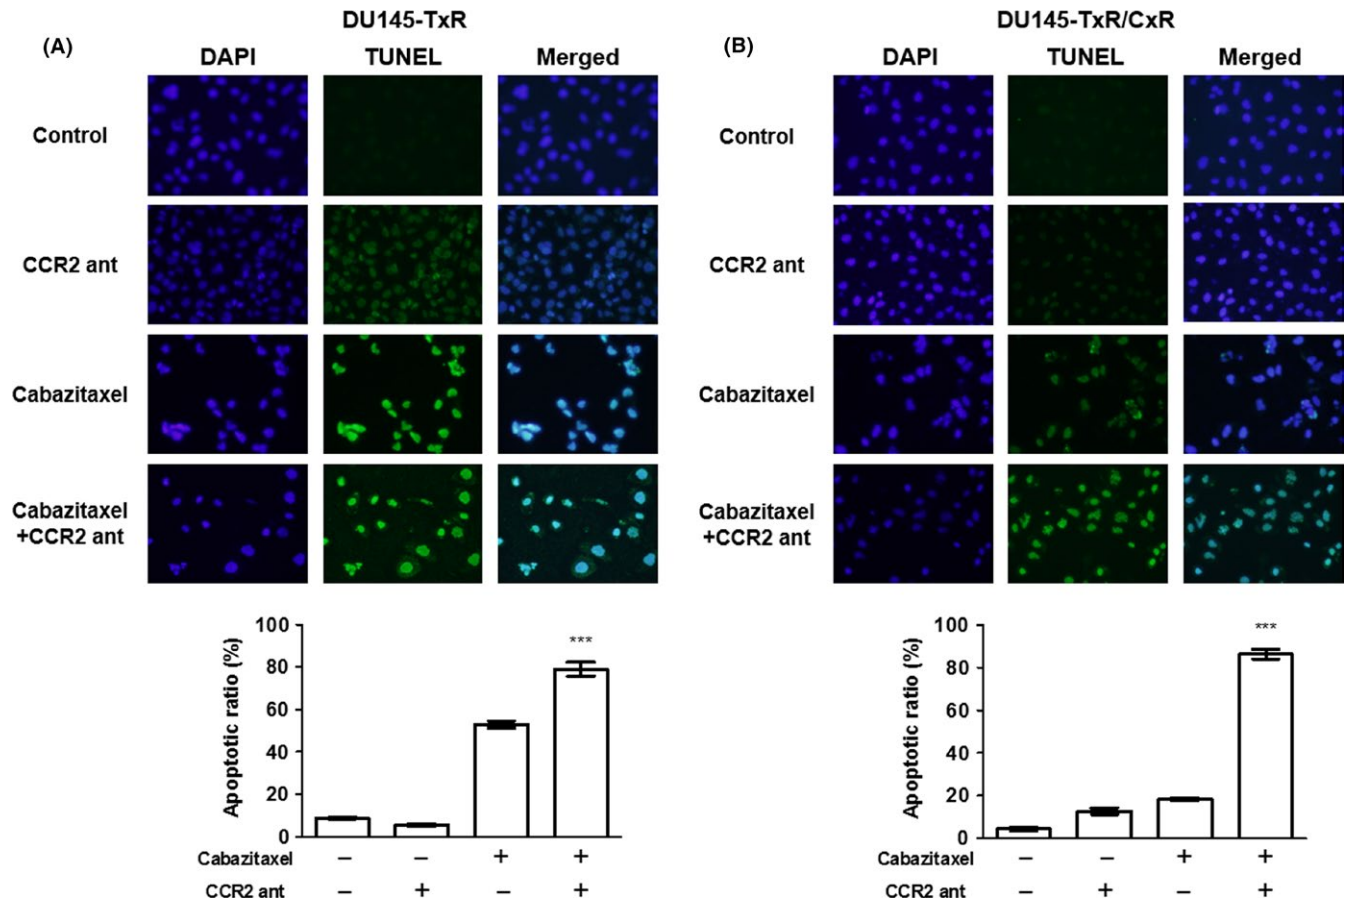 DU145-TxR
(A)
DAPI TUNEL Merged
Control
CCR2 ant
Cabazitaxel
Cabazitaxel
+CCR2 ant
Apoptotic ratio (%)
100
80
60
40
20
0
***
Cabazitaxel – – + +
CCR2 ant – + – +
DU145-TxR/CxR
(B)
DAPI TUNEL Merged
Control
CCR2 ant
Cabazitaxel
Cabazitaxel
+CCR2 ant
Apoptotic ratio (%)
100
80
60
40
20
0
***
Cabazitaxel – – + +
CCR2 ant – + – +